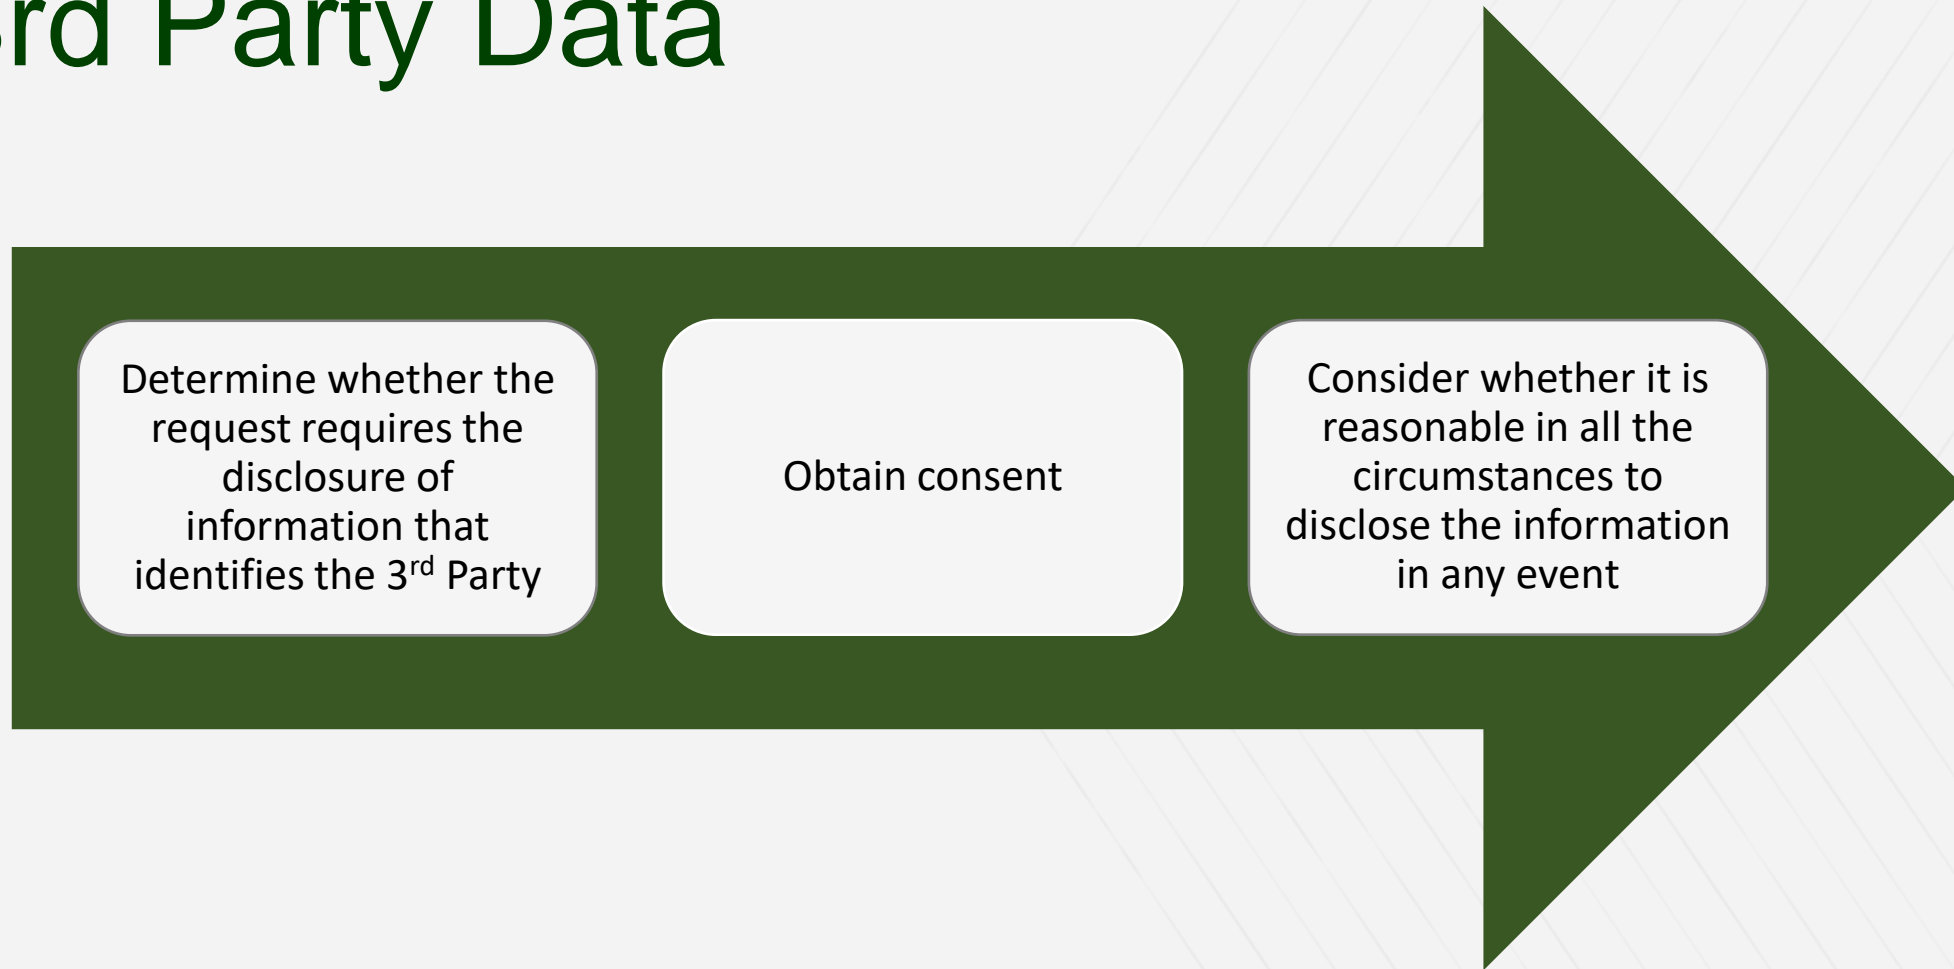 rd Party Data
Determine whether the
request requires the
disclosure of
information that
identifies the 3rd Party
Obtain consent
Consider whether it is
reasonable in all the
circumstances to
disclose the information
in any event